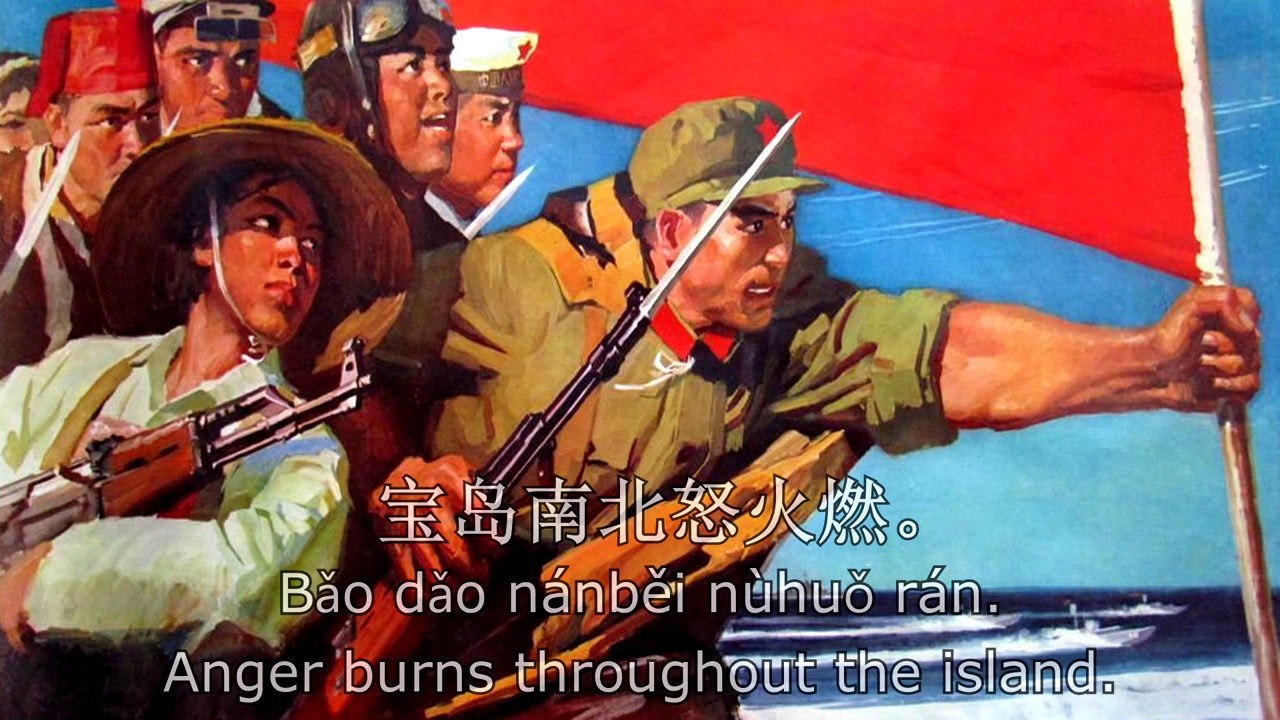 宝岛南北怒火燃。
Bǎo dǎo nánběi nùhuǒ rán.
Anger burns throughout the island.